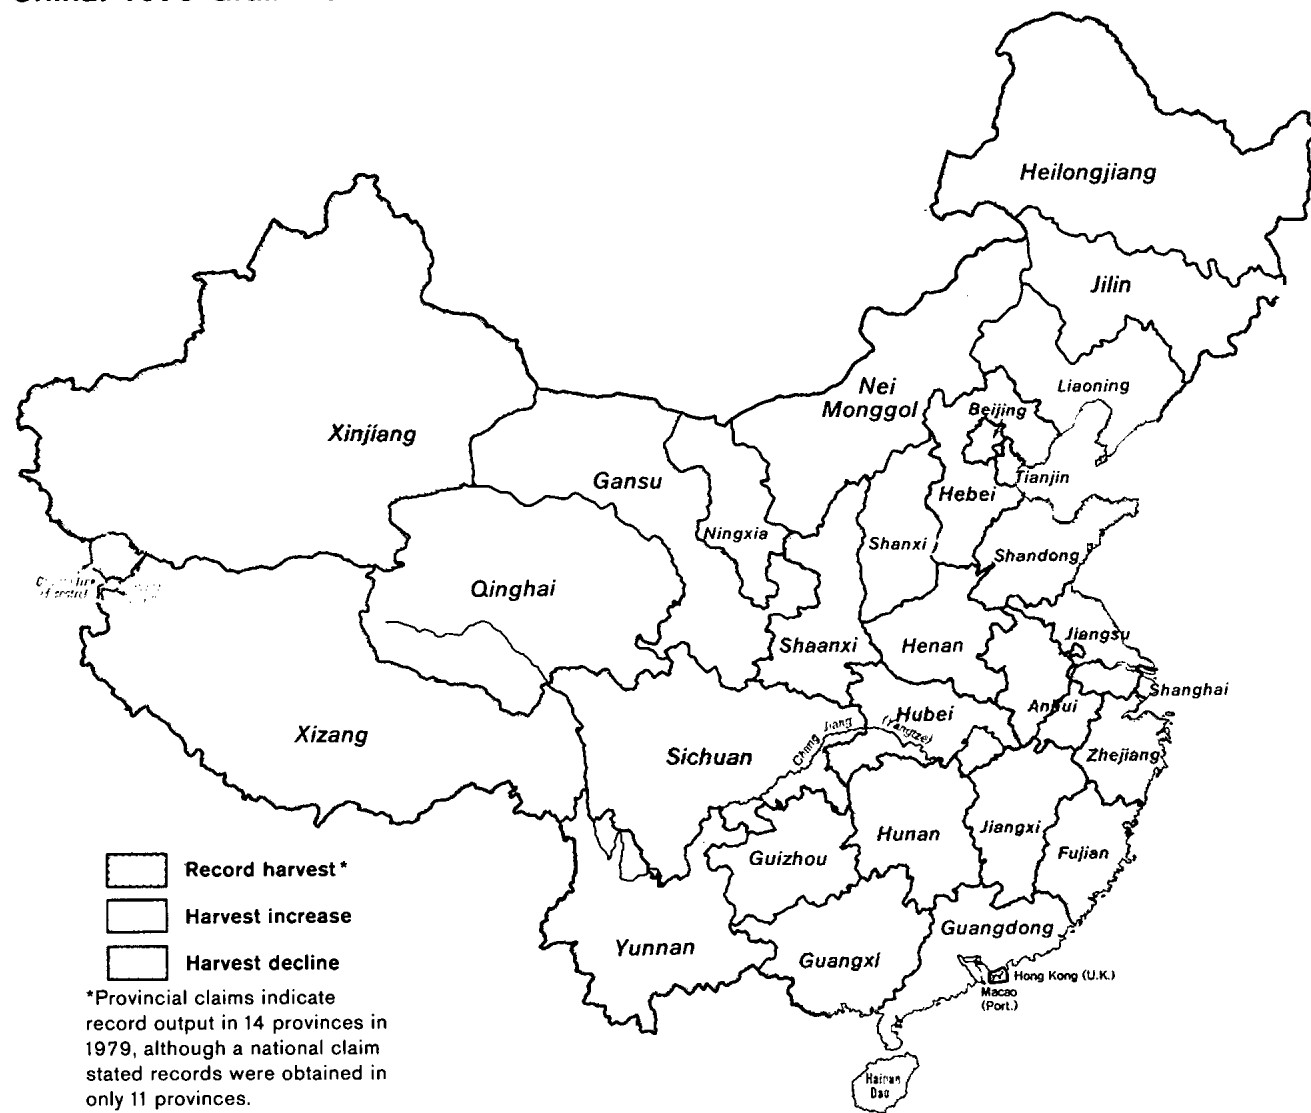 Heilongjiang
Jilin
Liaoning
Nei
Monggol
Beijing
Tianjin
Xinjiang
Gansu
Hebei
Ningxia
Shanxi
Shandong
Qinghai
Shaanxi
Henan
Jiangsu
Shanghai
Anhui
Hubei
Xizang
Sichuan
Chang Jiang (Yangtze)
Zhejiang
Hunan
Jiangxi
Guizhou
Fujian
Guangdong
Yunnan
Guangxi
Hong Kong (U.K.)
Macao
(Port.)
Hainan
Dao
Record harvest*
Harvest increase
Harvest decline
*Provincial claims indicate
record output in 14 provinces in
1979, although a national claim
stated records were obtained in
only 11 provinces.